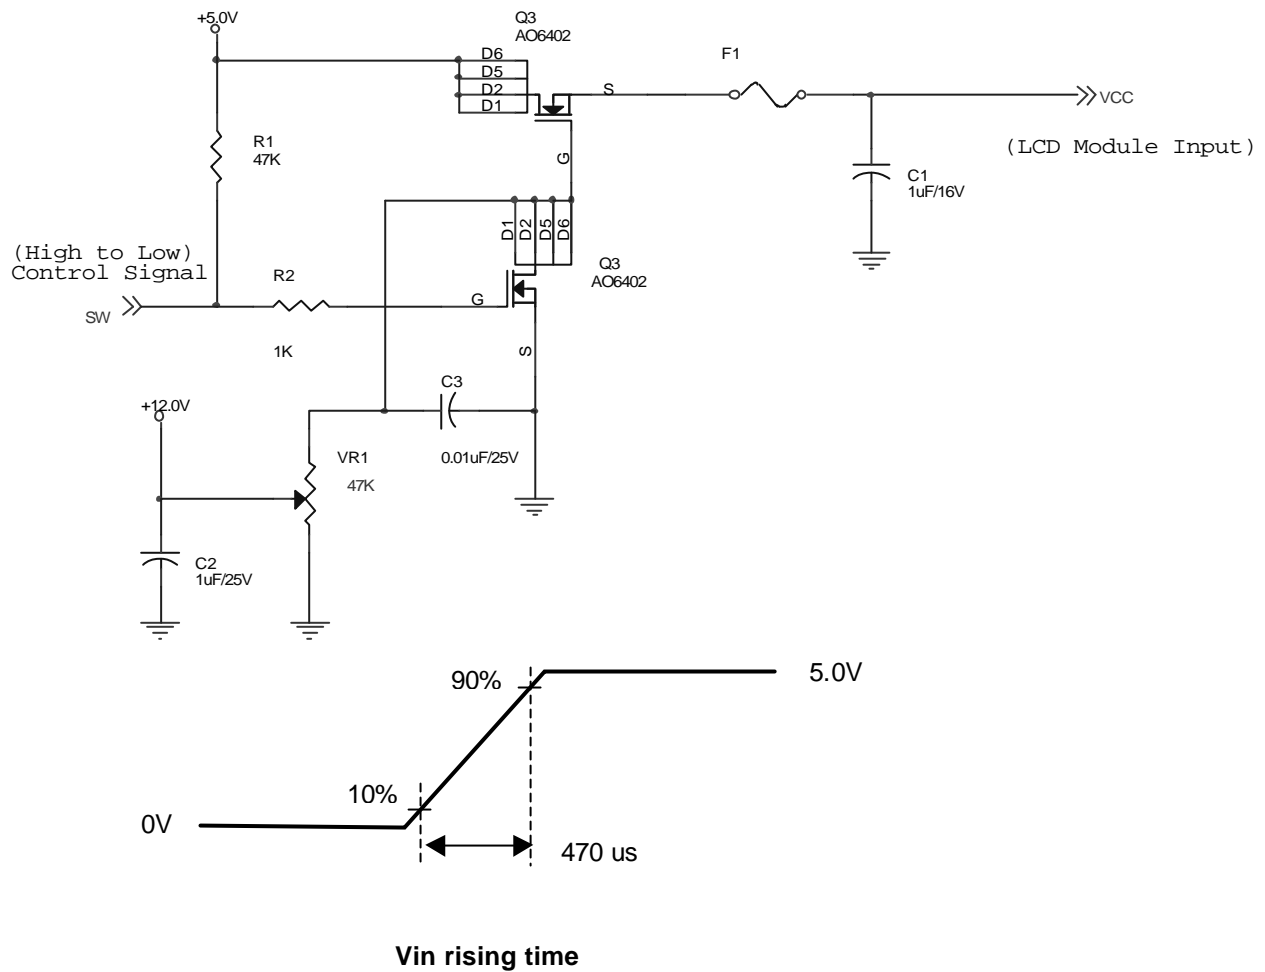 +5.0V
Q3
AO6402
F1
D6
D5
D2
D1
S
VCC
(LCD Module Input)
R1
47K
G
C1
1uF/16V
D1
D2
D5
D6
(High to Low)
Control Signal
R2
Q3
AO6402
G
SW
1K
S
C3
+12.0V
VR1
0.01uF/25V
47K
C2
1uF/25V
90%
5.0V
10%
0V
470 us
Vin rising time